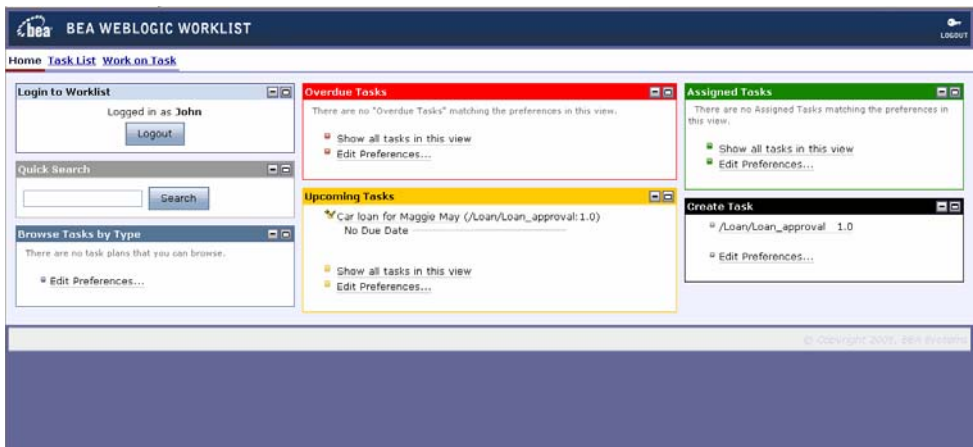 bea BEA WEBLOGIC WORKLIST
LOGOUT
Home Task List Work on Task
Login to Worklist
Logged in as John
Logout
Quick Search
Search
Browse Tasks by Type
There are no task plans that you can browse.
Edit Preferences...
Overdue Tasks
There are no "Overdue Tasks" matching the preferences in this view.
Show all tasks in this view
Edit Preferences...
Upcoming Tasks
Car loan for Maggie May (/Loan/Loan_approval:1.0)
No Due Date
Show all tasks in this view
Edit Preferences...
Assigned Tasks
There are no Assigned Tasks matching the preferences in
this view.
Show all tasks in this view
Edit Preferences...
Create Task
/Loan/Loan_approval 1.0
Edit Preferences...
© Copyright 2005, BEA Systems